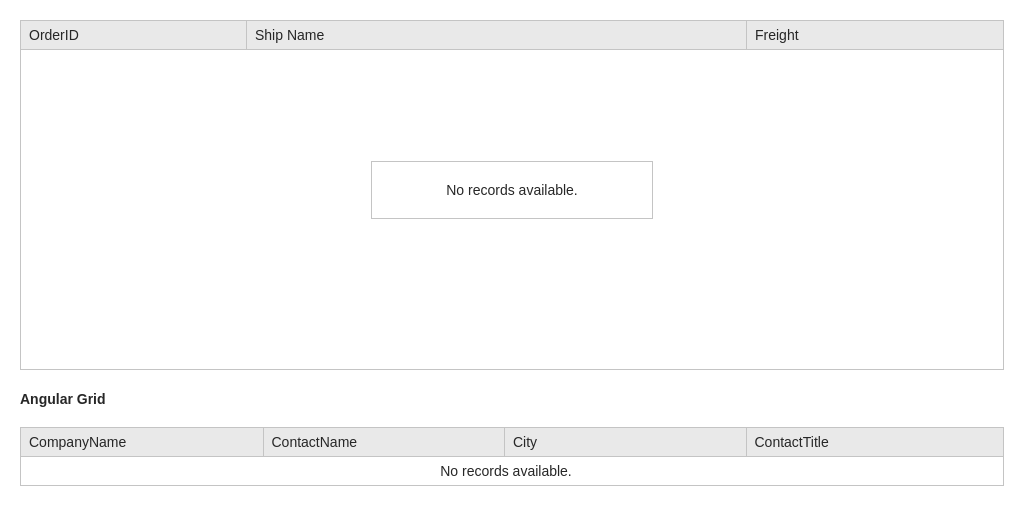 OrderID Ship Name Freight
No records available.
Angular Grid
CompanyName ContactName City ContactTitle
No records available.